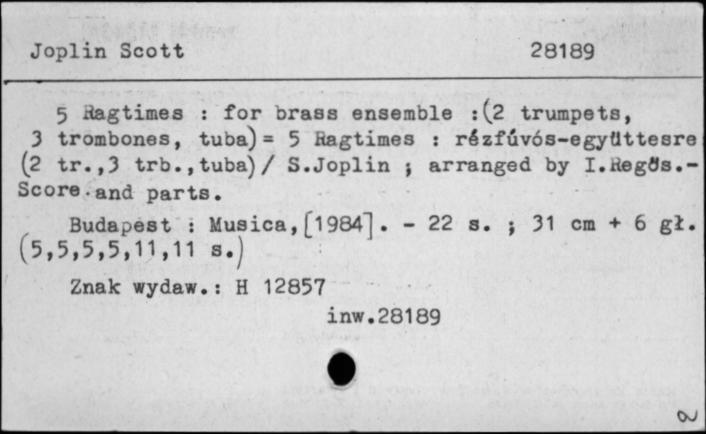 Joplin Scott 28189
5 Ragtimes : for brass ensemble :(2 trumpets,
3 trombones, tuba)= 5 Ragtimes : rézfúvós-együttesre
(2 tr.,3 trb.,tuba)/ S.Joplin ; arranged by I.Regős.-
Score and parts.
Budapest : Musica,[1984]. - 22 s. ; 31 cm + 6 gł.
(5,5,5,5,11,11 s.)
Znak wydaw.: H 12857
inw.28189